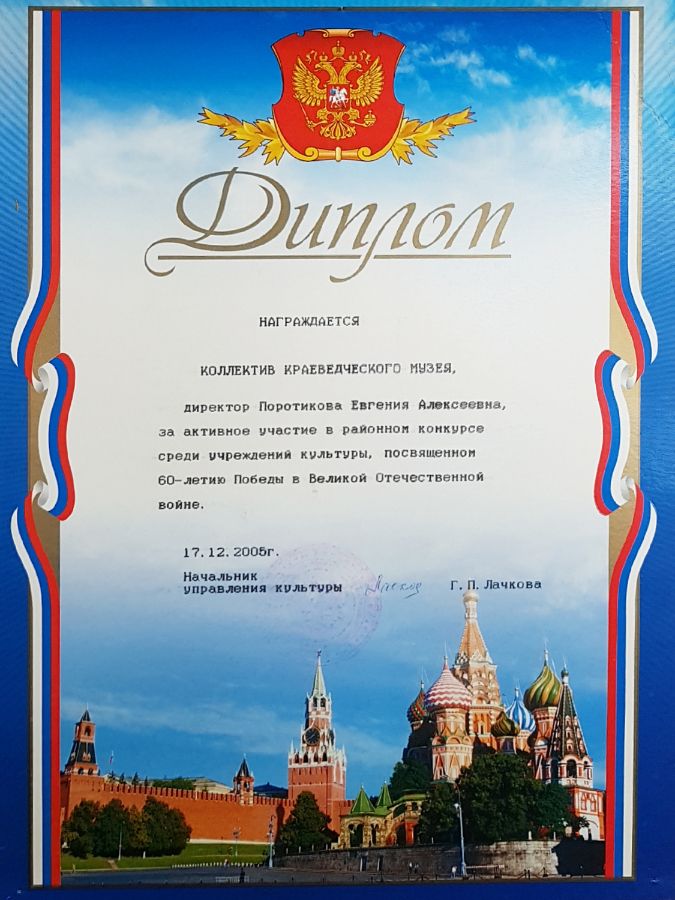 Диплом
НАГРАЖДАЕТСЯ
КОЛЛЕКТИВ КРАЕВЕДЧЕСКОГО МУЗЕЯ,
директор Поротикова Евгения Алексеевна,
за активное участие в районном конкурсе
среди учреждений культуры, посвященном
60-летию Победы в Великой Отечественной
войне.
17.12.2005г.
Начальник
управления культуры Г.П.Лачкова